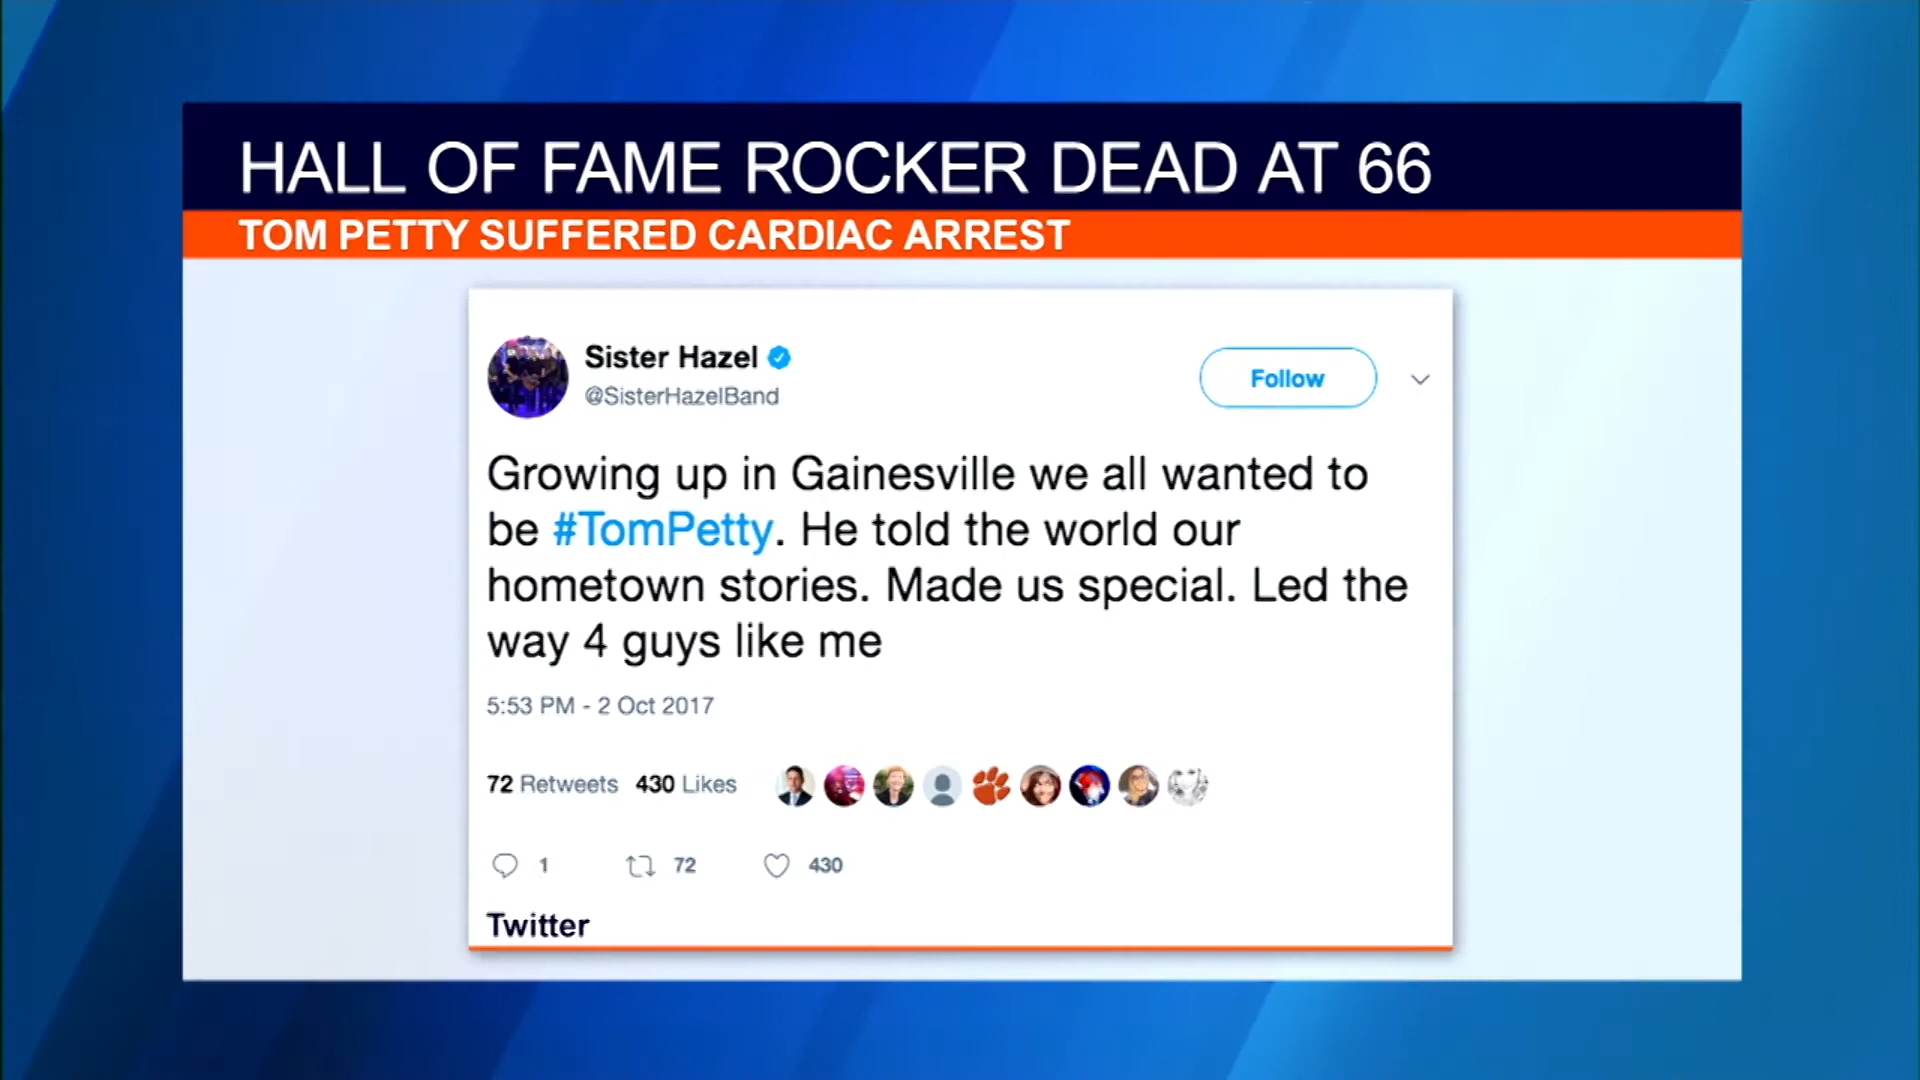 HALL OF FAME ROCKER DEAD AT 66
TOM PETTY SUFFERED CARDIAC ARREST
Sister Hazel
@SisterHazelBand
Follow
Growing up in Gainesville we all wanted to
be #TomPetty. He told the world our
hometown stories. Made us special. Led the
way 4 guys like me
5:53 PM - 2 Oct 2017
72 Retweets 430 Likes
1 72 430
Twitter